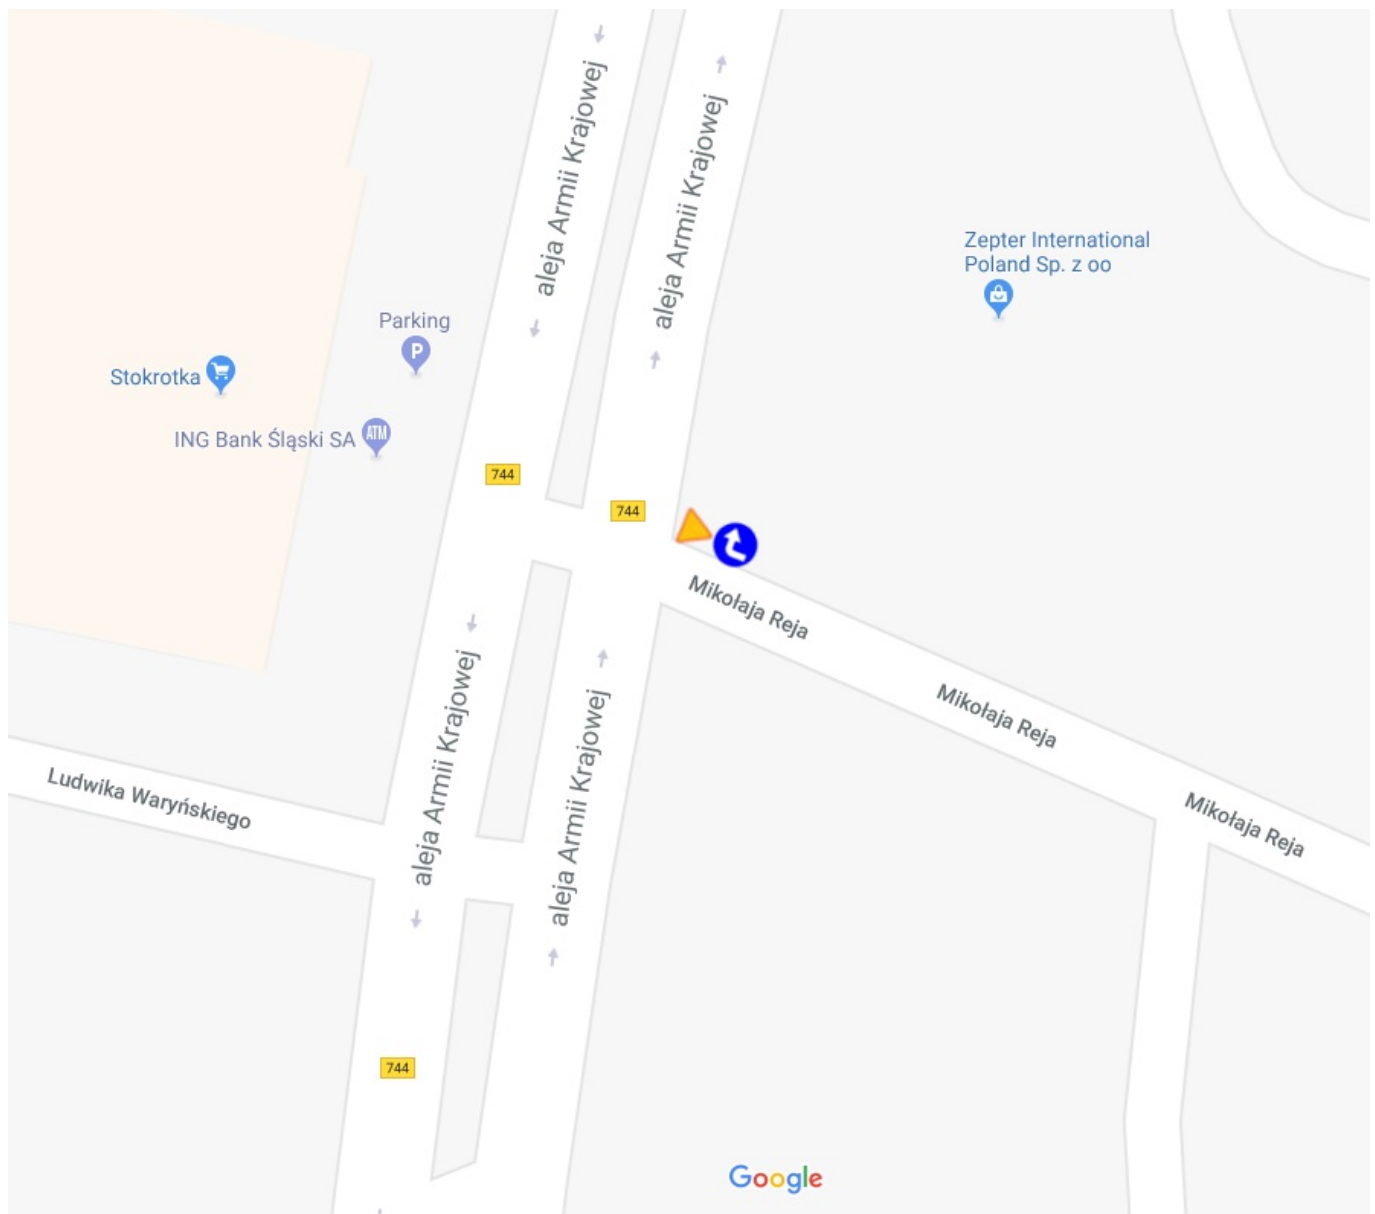 aleja Armii Krajowej
aleja Armii Krajowej
Zepter International
Poland Sp. z oo
Parking
P
Stokrotka
ING Bank Śląski SA
ATM
744
744
Mikołaja Reja
Mikołaja Reja
Mikołaja Reja
aleja Armii Krajowej
aleja Armii Krajowej
Ludwika Waryńskiego
744
Google